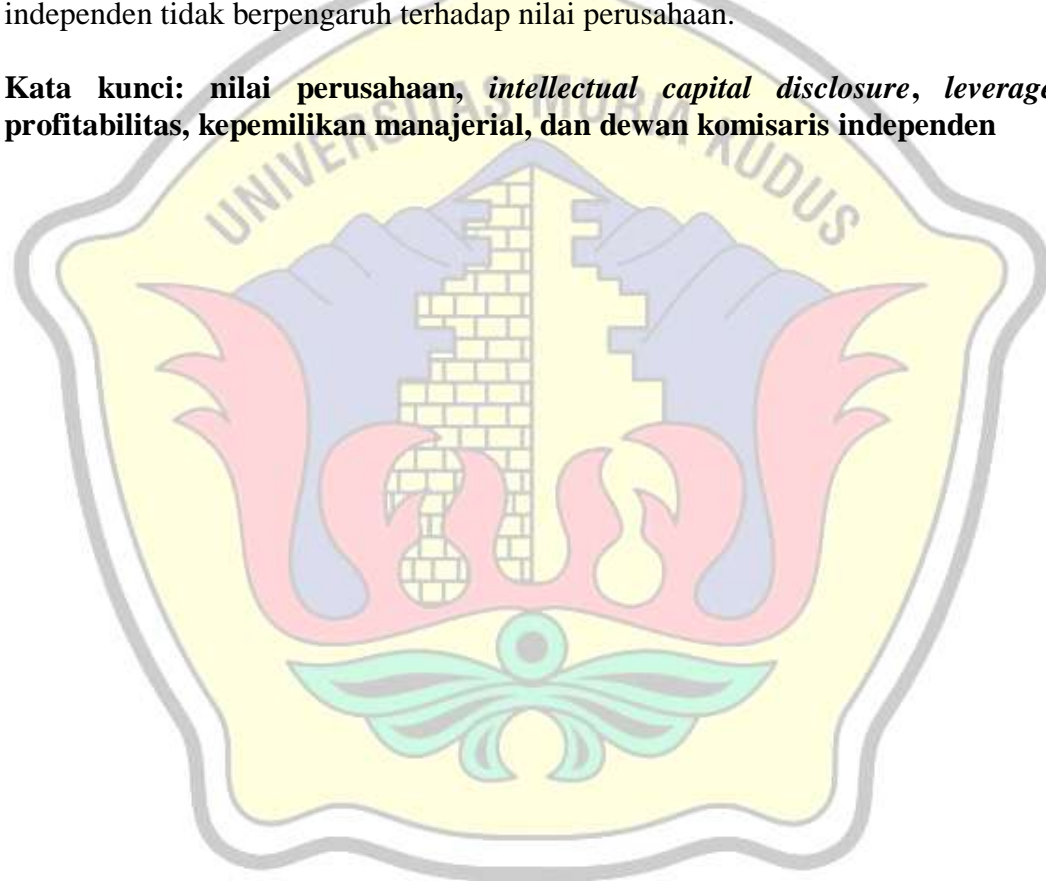 independen tidak berpengaruh terhadap nilai perusahaan.
Kata kunci: nilai perusahaan, intellectual capital disclosure, leverage
profitabilitas, kepemilikan manajerial, dan dewan komisaris independen
UNIVERSITAS MURIA KUDUS